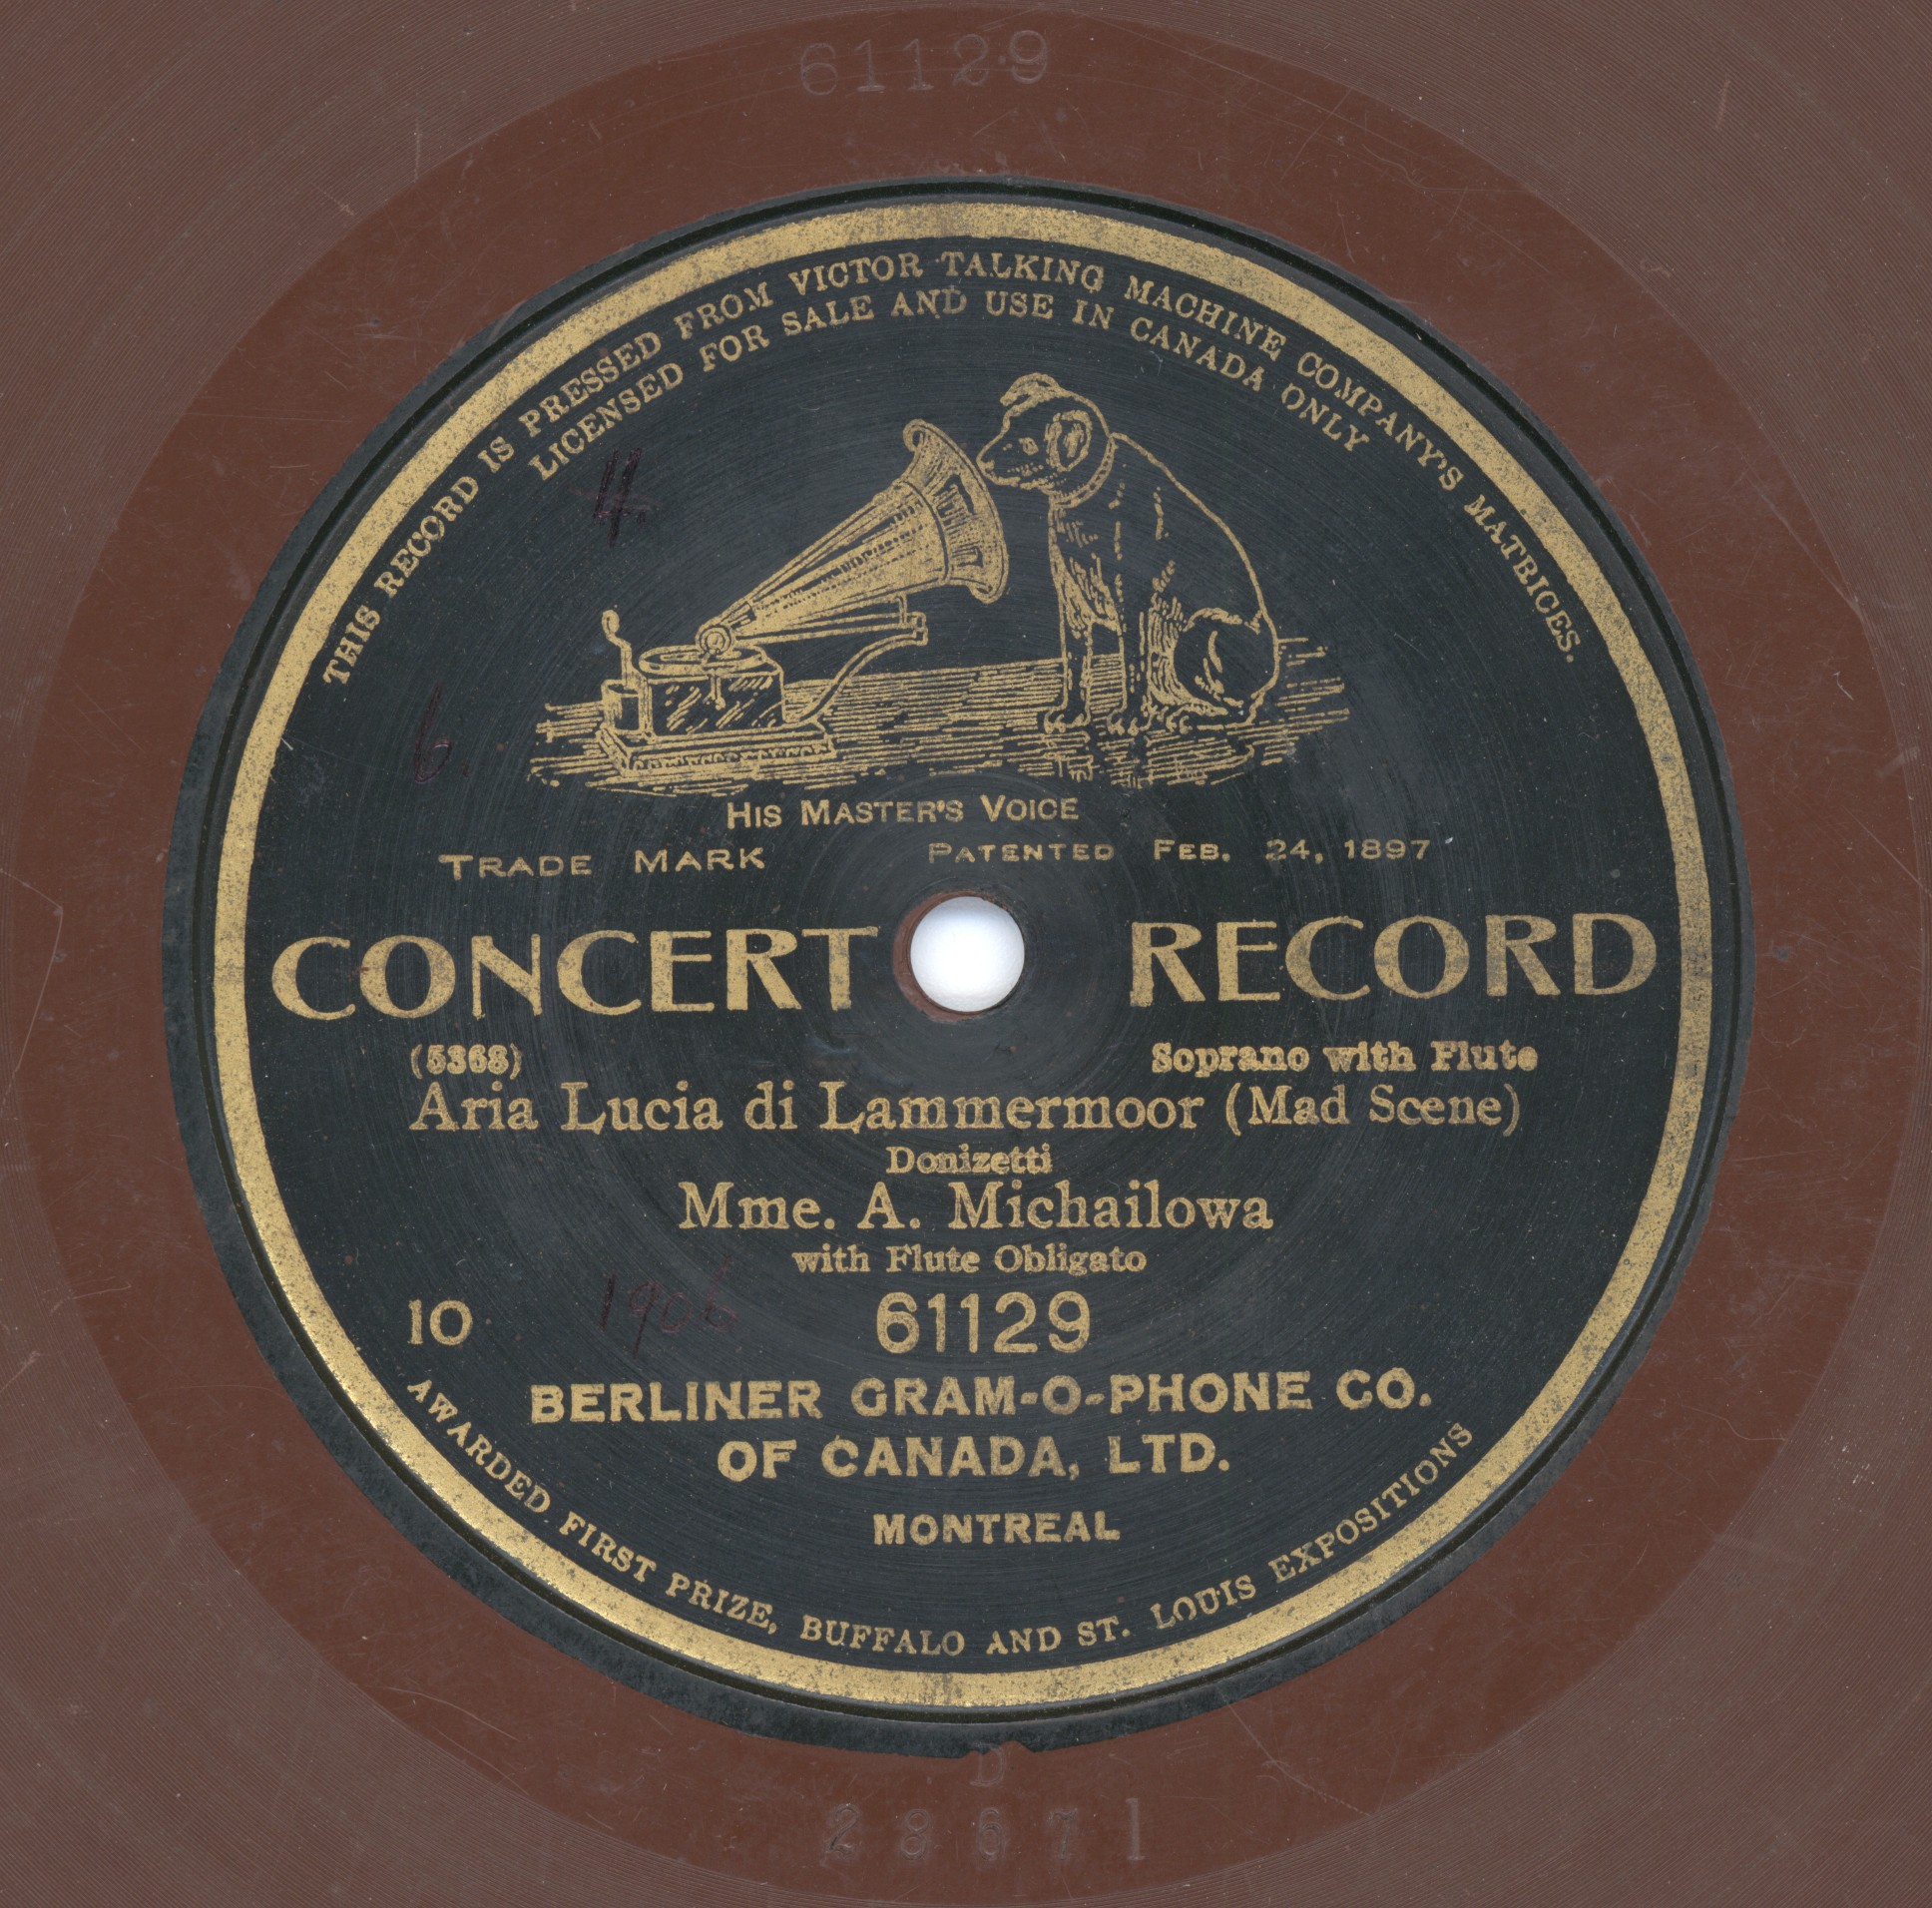 61129
THIS RECORD IS PRESSED FROM VICTOR TALKING MACHINE COMPANY'S MATRICES.
LICENSED FOR SALE AND USE IN CANADA ONLY
4
6.
HIS MASTER'S VOICE
TRADE MARK PATENTED FEB. 24, 1897
CONCERT RECORD
(5368) Soprano with Flute
Aria Lucia di Lammermoor (Mad Scene)
Donizetti
Mme. A. Michailowa
with Flute Obligato
10 1906 61129
BERLINER GRAM-O-PHONE CO.
OF CANADA, LTD.
MONTREAL
AWARDED FIRST PRIZE, BUFFALO AND ST. LOUIS EXPOSITIONS
D
28671